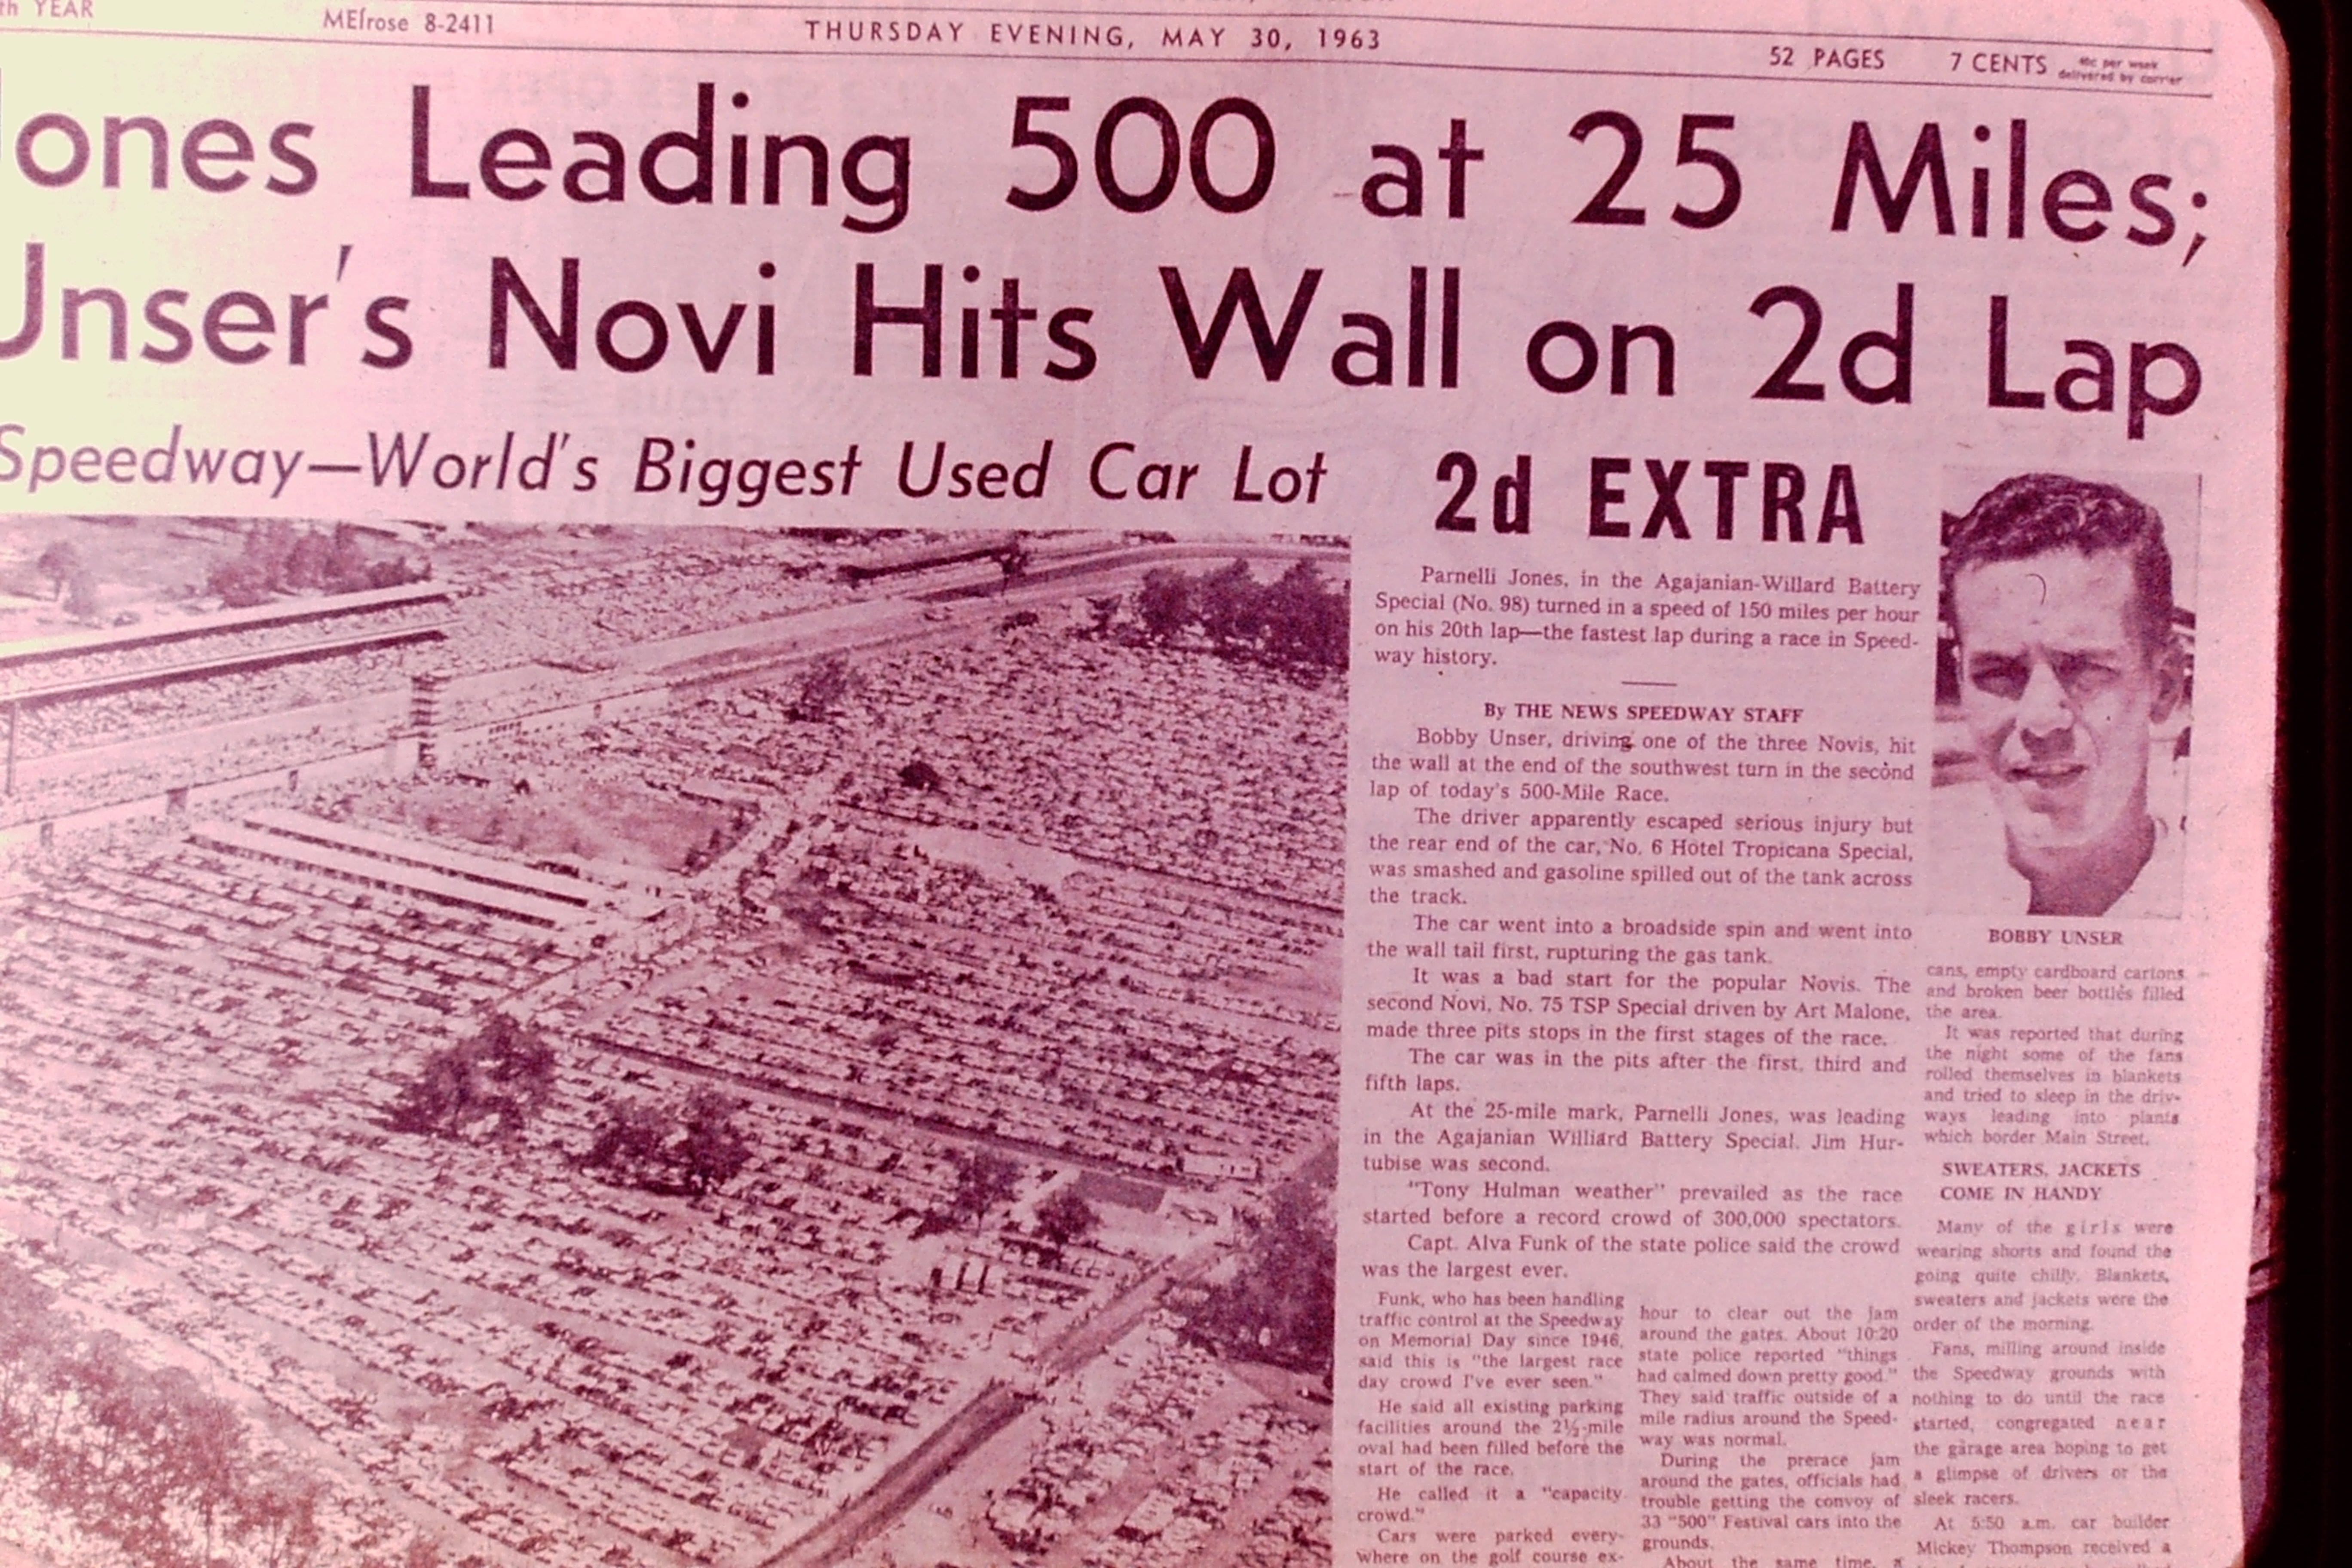 th YEAR
MElrose 8-2411
THURSDAY EVENING, MAY 30, 1963
52 PAGES
7 CENTS
40c per week
delivered by carrier
Jones Leading 500 at 25 Miles;
Unser's Novi Hits Wall on 2d Lap
Speedway—World's Biggest Used Car Lot
2d EXTRA
Parnelli Jones, in the Agajanian-Willard Battery
Special (No. 98) turned in a speed of 150 miles per hour
on his 20th lap—the fastest lap during a race in Speed-
way history.
By THE NEWS SPEEDWAY STAFF
Bobby Unser, driving one of the three Novis, hit
the wall at the end of the southwest turn in the second
lap of today's 500-Mile Race.
The driver apparently escaped serious injury but
the rear end of the car, No. 6 Hotel Tropicana Special,
was smashed and gasoline spilled out of the tank across
the track.
The car went into a broadside spin and went into
the wall tail first, rupturing the gas tank.
It was a bad start for the popular Novis. The
second Novi, No. 75 TSP Special driven by Art Malone,
made three pits stops in the first stages of the race.
The car was in the pits after the first, third and
fifth laps.
At the 25-mile mark, Parnelli Jones, was leading
in the Agajanian Williard Battery Special. Jim Hur-
tubise was second.
"Tony Hulman weather" prevailed as the race
started before a record crowd of 300,000 spectators.
Capt. Alva Funk of the state police said the crowd
was the largest ever.
Funk, who has been handling
traffic control at the Speedway
on Memorial Day since 1946,
said this is "the largest race
day crowd I've ever seen."
He said all existing parking
facilities around the 2½-mile
oval had been filled before the
start of the race.
He called it a "capacity
crowd."
Cars were parked every-
where on the golf course ex-
hour to clear out the jam
around the gates. About 10:20
state police reported "things
had calmed down pretty good."
They said traffic outside of a
mile radius around the Speed-
way was normal.
During the prerace jam
around the gates, officials had
trouble getting the convoy of
33 "500" Festival cars into the
grounds.
About the same time, a
BOBBY UNSER
cans, empty cardboard cartons
and broken beer bottles filled
the area.
It was reported that during
the night some of the fans
rolled themselves in blankets
and tried to sleep in the driv-
ways leading into plants
which border Main Street.
SWEATERS, JACKETS
COME IN HANDY
Many of the girls were
wearing shorts and found the
going quite chilly. Blankets,
sweaters and jackets were the
order of the morning.
Fans, milling around inside
the Speedway grounds with
nothing to do until the race
started, congregated near
the garage area hoping to get
a glimpse of drivers or the
sleek racers.
At 5:50 a.m. car builder
Mickey Thompson received a